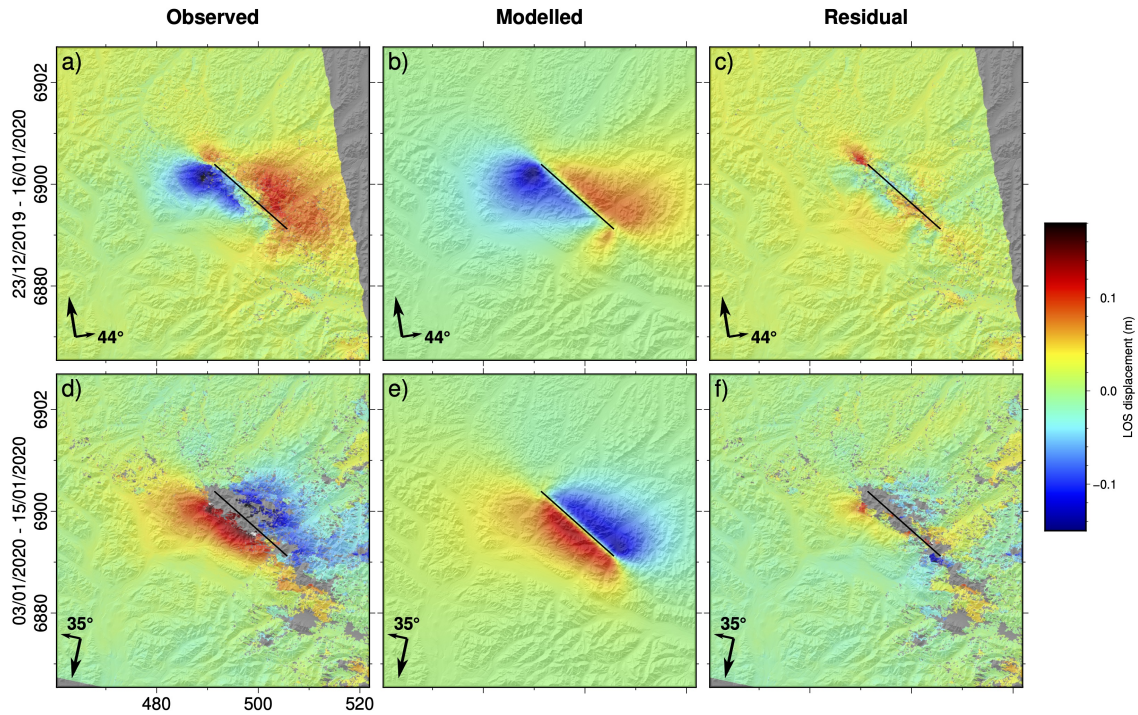 Observed Modelled Residual
23/12/2019 - 16/01/2020
a) b) c)
6902
6900
6880
44° 44° 44°
03/01/2020 - 15/01/2020
d) e) f)
6902
6900
6880
35° 35° 35°
480 500 520
0.1
0.0
−0.1
LOS displacement (m)